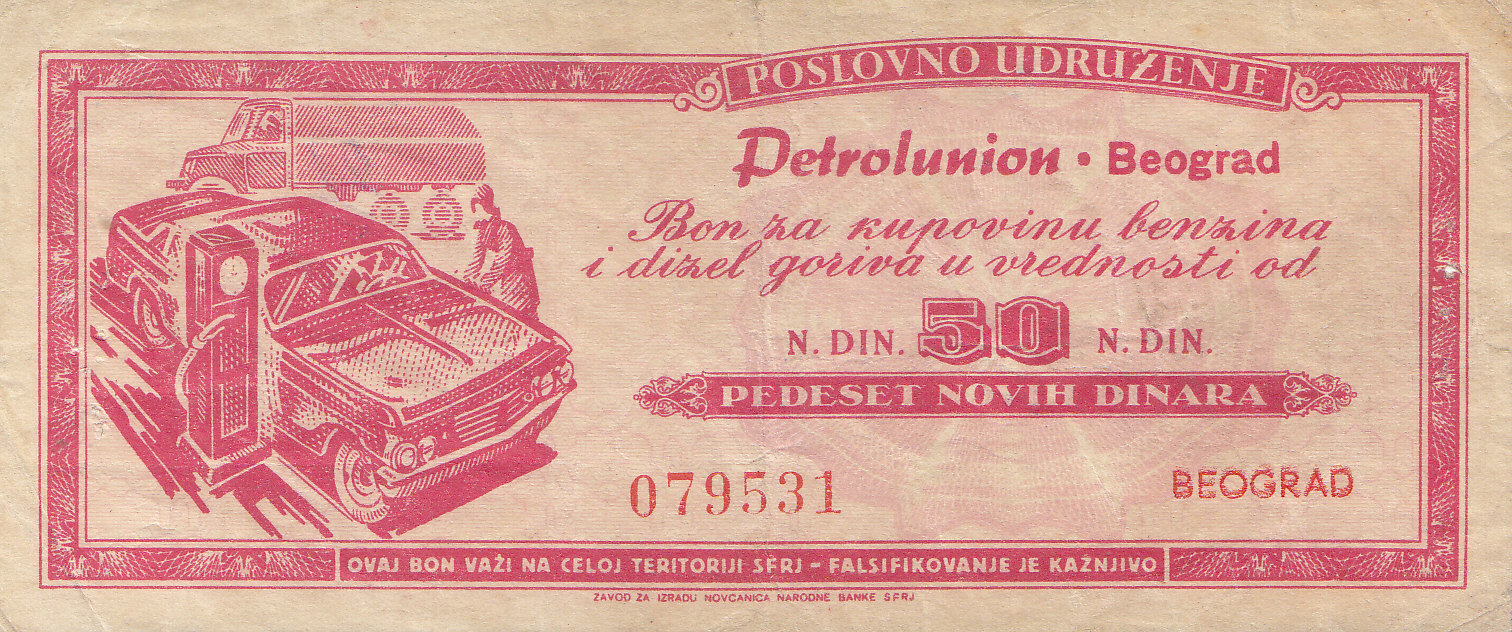 POSLOVNO UDRUŽENJE
Petrolunion • Beograd
Bon za kupovinu benzina
i dizel goriva u vrednosti od
N. DIN. 50 N. DIN.
PEDESET NOVIH DINARA
079531
BEOGRAD
OVAJ BON VAŽI NA CELOJ TERITORIJI SFRJ – FALSIFIKOVANJE JE KAŽNJIVO
ZAVOD ZA IZRADU NOVČANICA NARODNE BANKE SFRJ